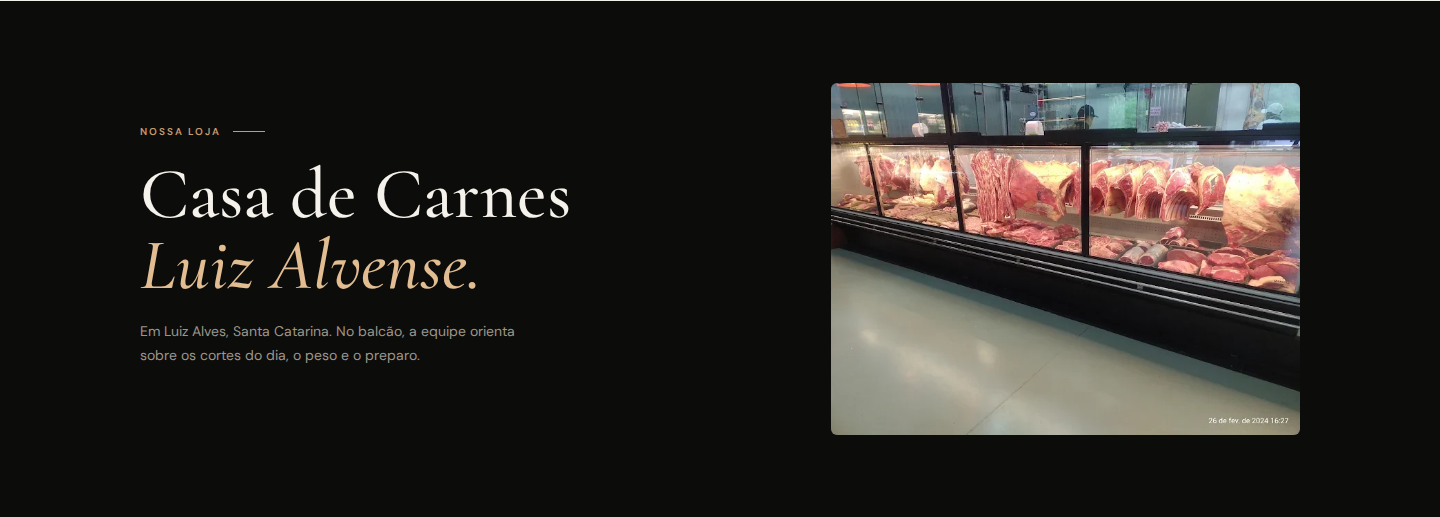 NOSSA LOJA
Casa de Carnes
Luiz Alvense.
Em Luiz Alves, Santa Catarina. No balcão, a equipe orienta
sobre os cortes do dia, o peso e o preparo.
26 de fev. de 2024 16:27